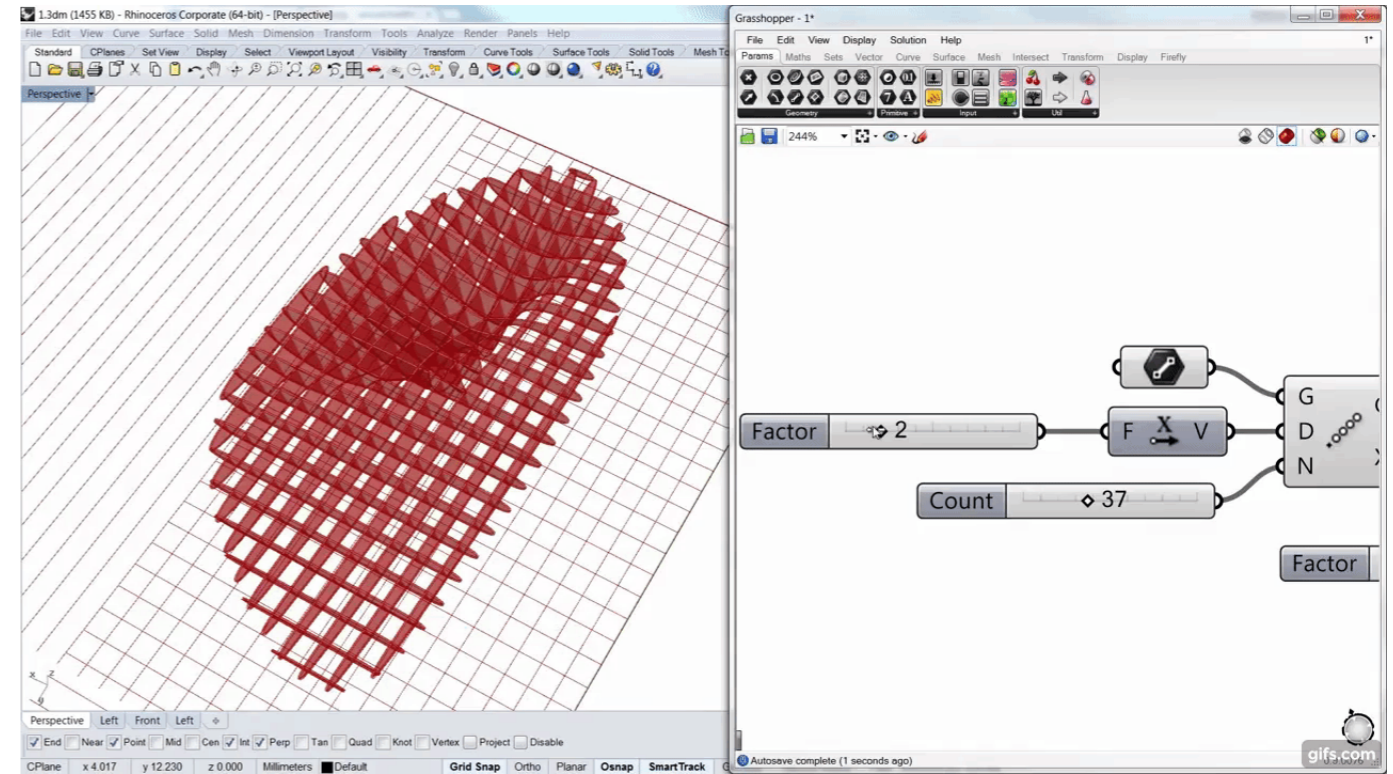 1.3dm (1455 KB) - Rhinoceros Corporate (64-bit) - [Perspective]
File Edit View Curve Surface Solid Mesh Dimension Transform Tools Analyze Render Panels Help
Standard CPlanes Set View Display Select Viewport Layout Visibility Transform Curve Tools Surface Tools Solid Tools Mesh To
Perspective
x z
Perspective Left Front Left
End Near Point Mid Cen Int Perp Tan Quad Knot Vertex Project Disable
CPlane x 4.017 y 12.230 z 0.000 Millimeters Default Grid Snap Ortho Planar Osnap SmartTrack G
Grasshopper - 1*
File Edit View Display Solution Help 1*
Params Maths Sets Vector Curve Surface Mesh Intersect Transform Display Firefly
Geometry Primitive Input Util
244%
G
Factor 2 F X V D
N
Count 37
Factor
Autosave complete (1 seconds ago)
gifs.com